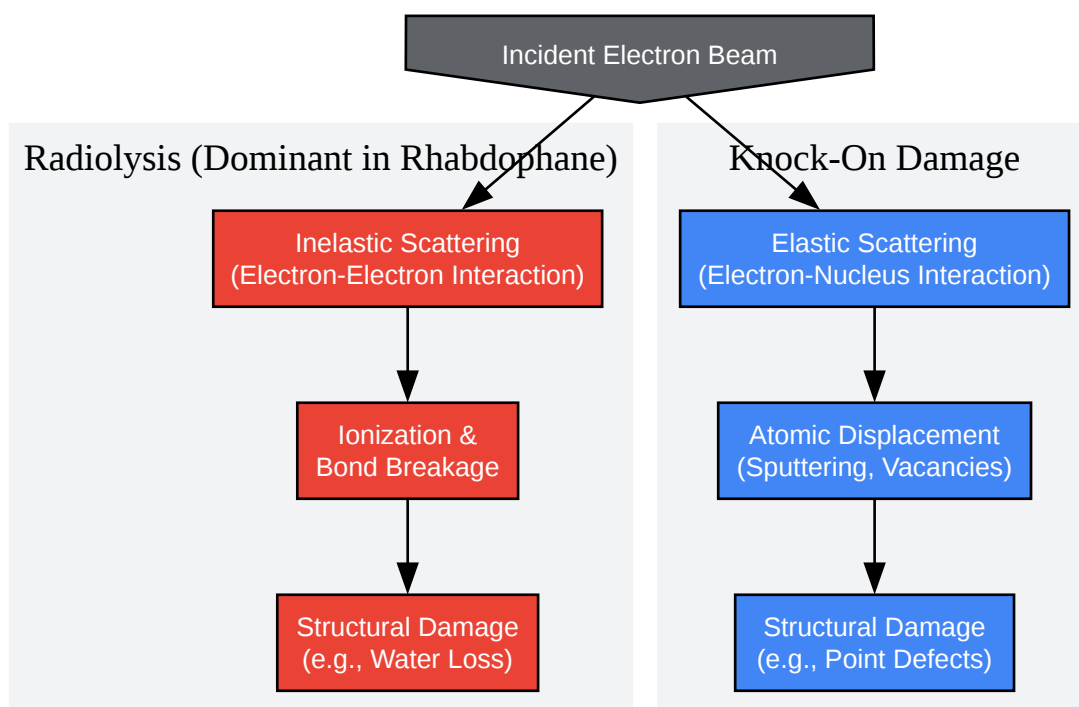 Incident Electron Beam
Radiolysis (Dominant in Rhabdophane)
Inelastic Scattering
(Electron-Electron Interaction)
Ionization &
Bond Breakage
Structural Damage
(e.g., Water Loss)
Knock-On Damage
Elastic Scattering
(Electron-Nucleus Interaction)
Atomic Displacement
(Sputtering, Vacancies)
Structural Damage
(e.g., Point Defects)